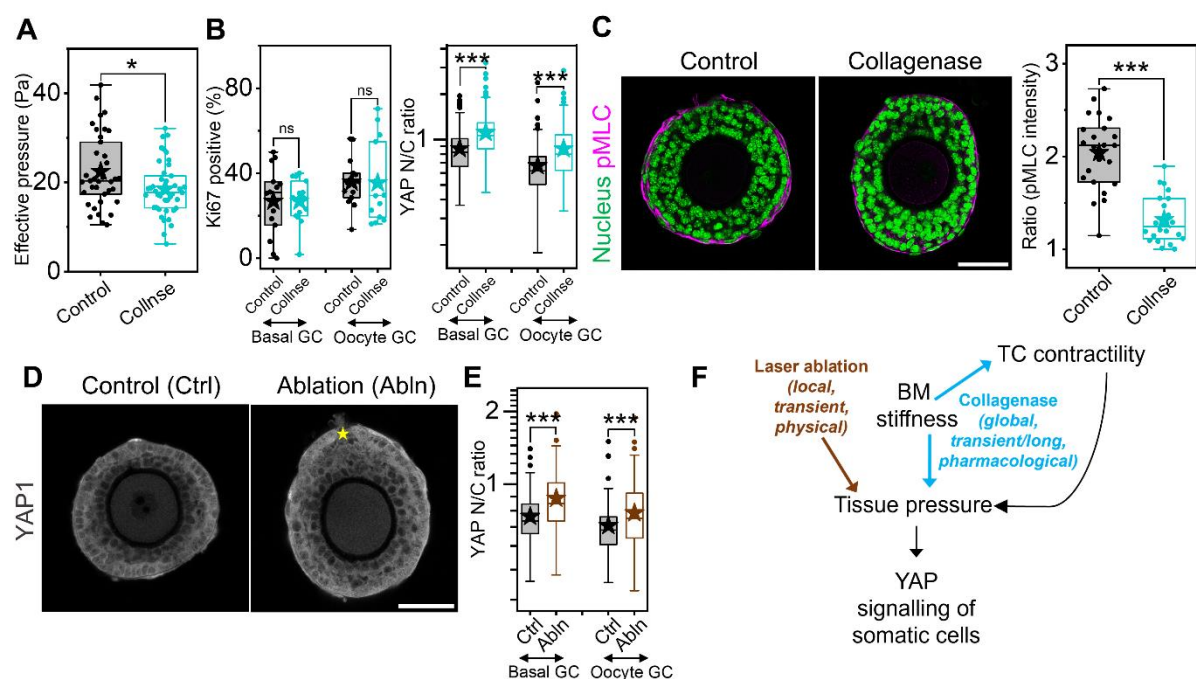 A
Effective pressure (Pa)
40
20
0
*
Control
Collnse
B
Ki67 positive (%)
80
40
0
ns
ns
Control
Collnse
Control
Collnse
Basal GC
Oocyte GC
YAP N/C ratio
1
***
***
Control
Collnse
Control
Collnse
Basal GC
Oocyte GC
C
Nucleus pMLC
Control
Collagenase
Ratio (pMLC intensity)
3
2
1
***
Control
Collnse
D
YAP1
Control (Ctrl)
Ablation (Abln)
E
YAP N/C ratio
2
1
***
***
Ctrl
Abln
Ctrl
Abln
Basal GC
Oocyte GC
F
TC contractility
Laser ablation
(local,
transient,
physical)
BM
stiffness
Collagenase
(global,
transient/long,
pharmacological)
Tissue pressure
YAP
signalling of
somatic cells